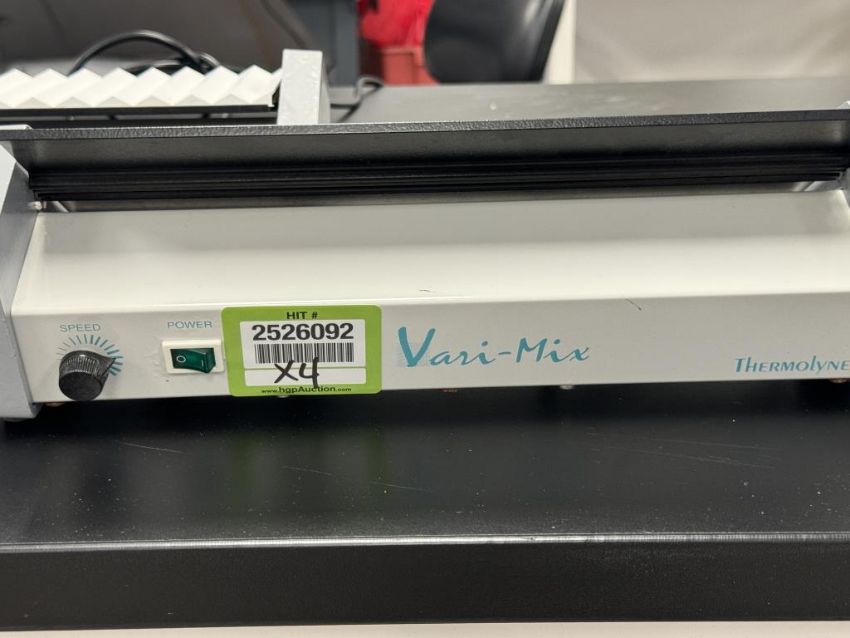 SPEED
POWER
HIT #
2526092
X4
www.hgpAuction.com
Vari-Mix
THERMOLYNE